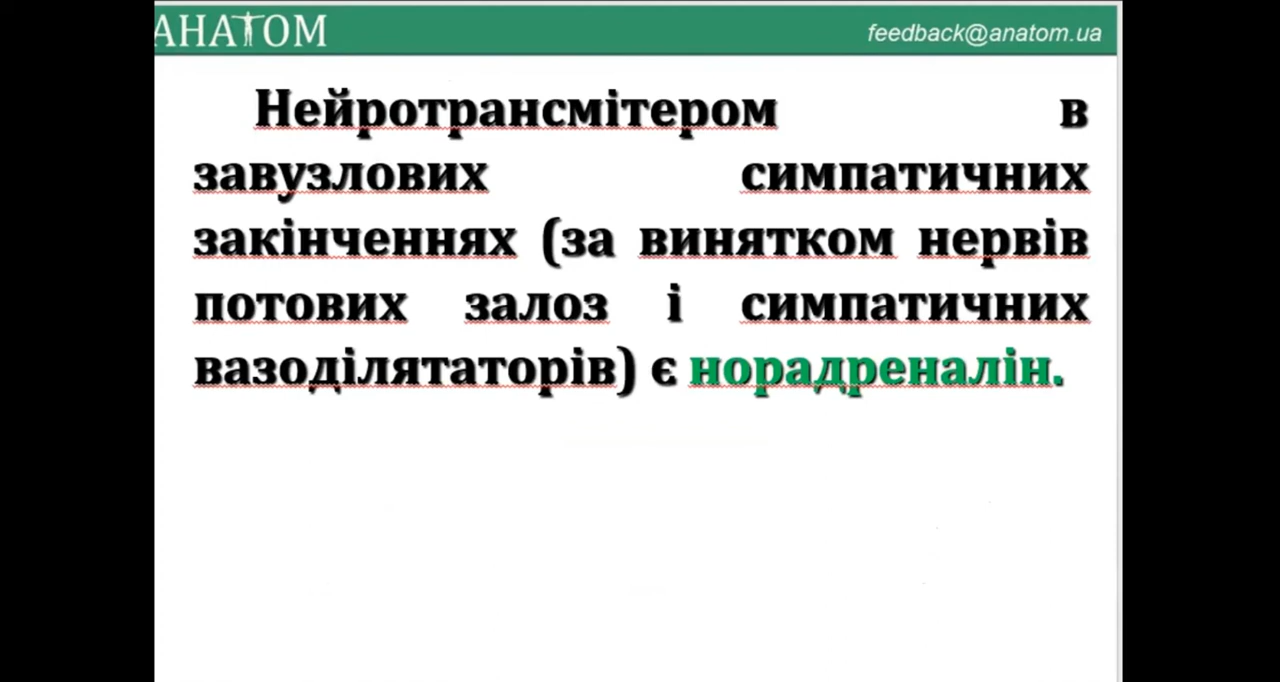 АНАТОМ
feedback@anatom.ua
Нейротрансмітером в
завузлових симпатичних
закінченнях (за винятком нервів
потових залоз і симпатичних
вазоділятаторів) є норадреналін.